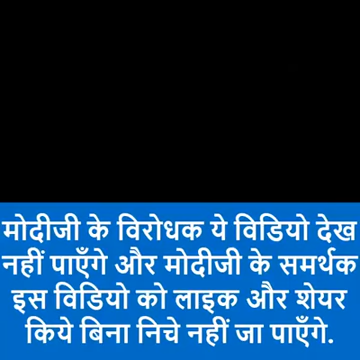 मोदीजी के विरोधक ये विडियो देख
नहीं पाएँगे और मोदीजी के समर्थक
इस विडियो को लाइक और शेयर
किये बिना निचे नहीं जा पाएँगे.